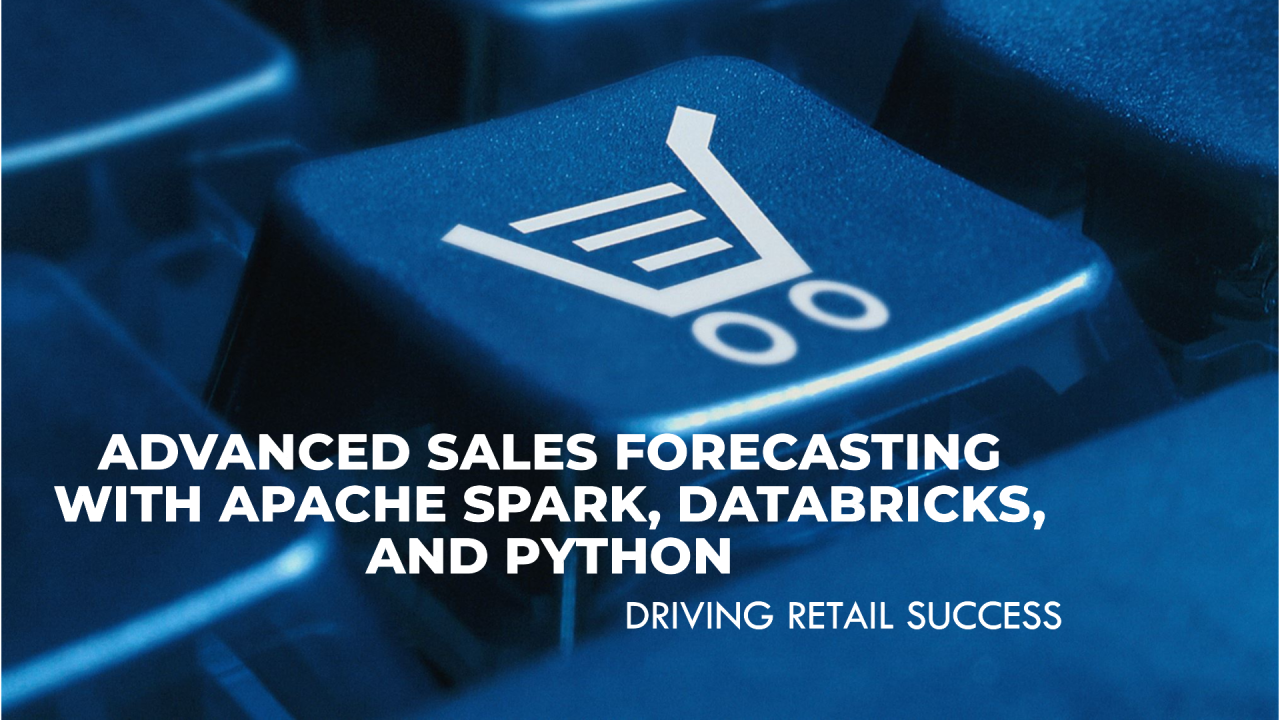 ADVANCED SALES FORECASTING
WITH APACHE SPARK, DATABRICKS,
AND PYTHON
DRIVING RETAIL SUCCESS